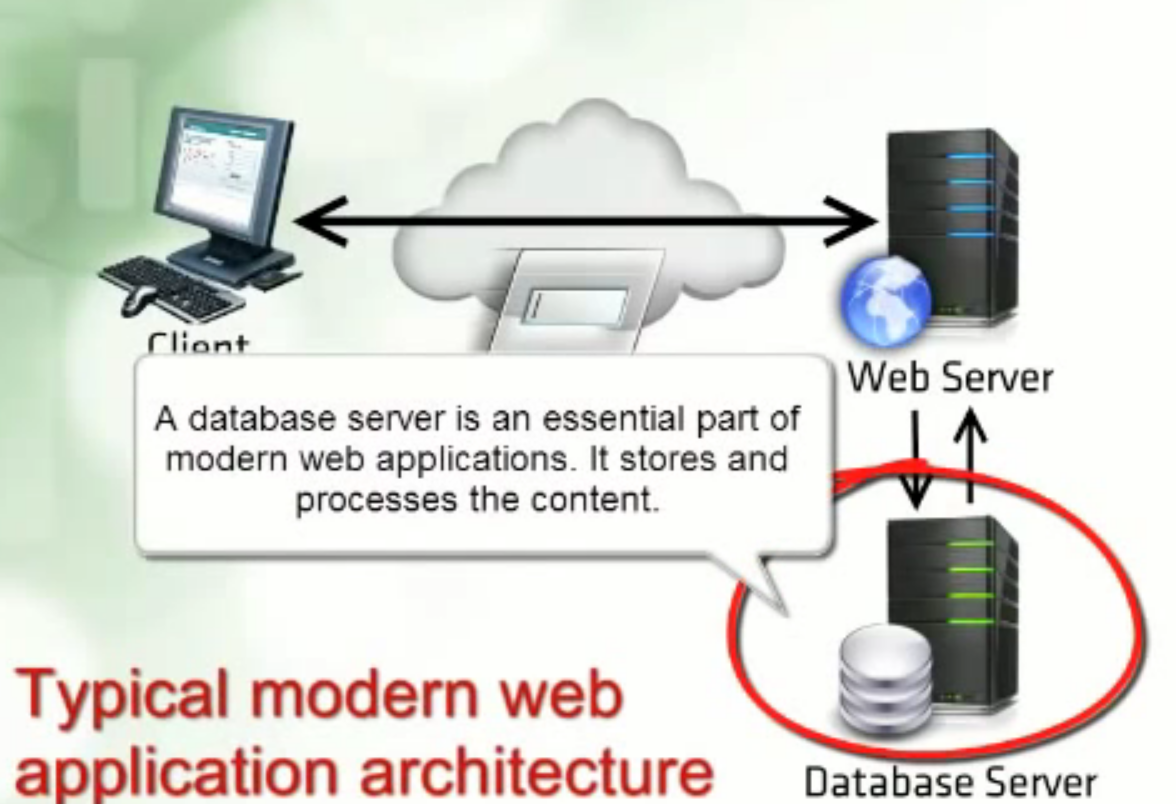 Client
Web Server
A database server is an essential part of
modern web applications. It stores and
processes the content.
Typical modern web
application architecture
Database Server